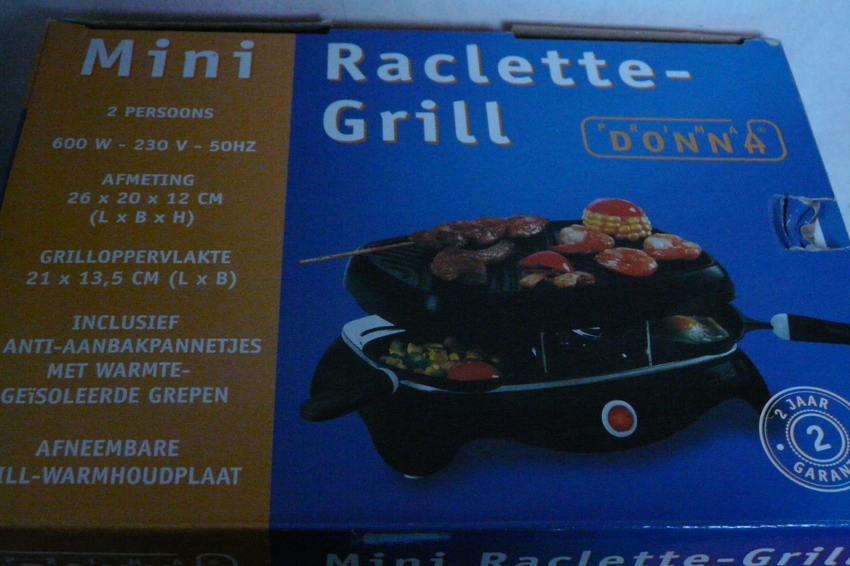 Mini Raclette-
Grill
PRIMA®
DONNA
2 PERSOONS
600 W - 230 V - 50HZ
AFMETING
26 x 20 x 12 CM
(L x B x H)
GRILLOPPERVLAKTE
21 x 13,5 CM (L x B)
INCLUSIEF
ANTI-AANBAKPANNETJES
MET WARMTE-
GEÏSOLEERDE GREPEN
AFNEEMBARE
ILL-WARMHOUDPLAAT
2 JAAR
2
GARAN
Mini Raclette-Gril